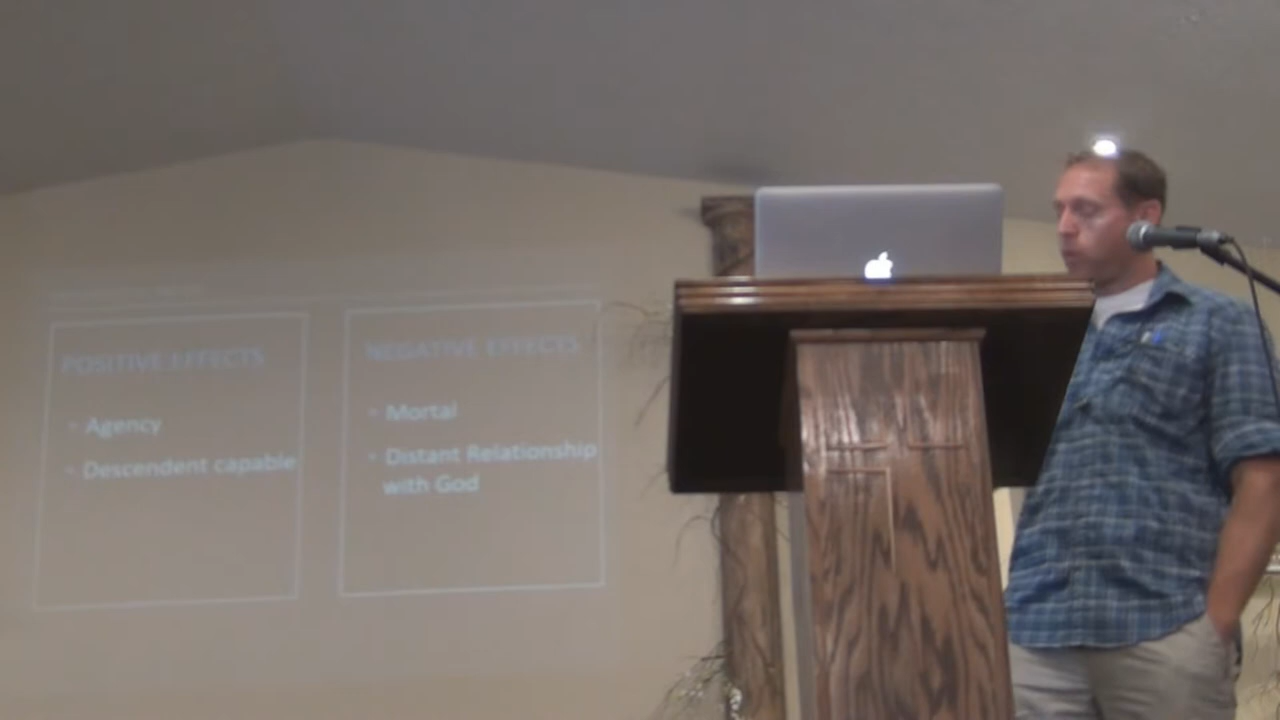 POSITIVE EFFECTS
• Agency
• Descendent capable
NEGATIVE EFFECTS
• Mortal
• Distant Relationship
with God